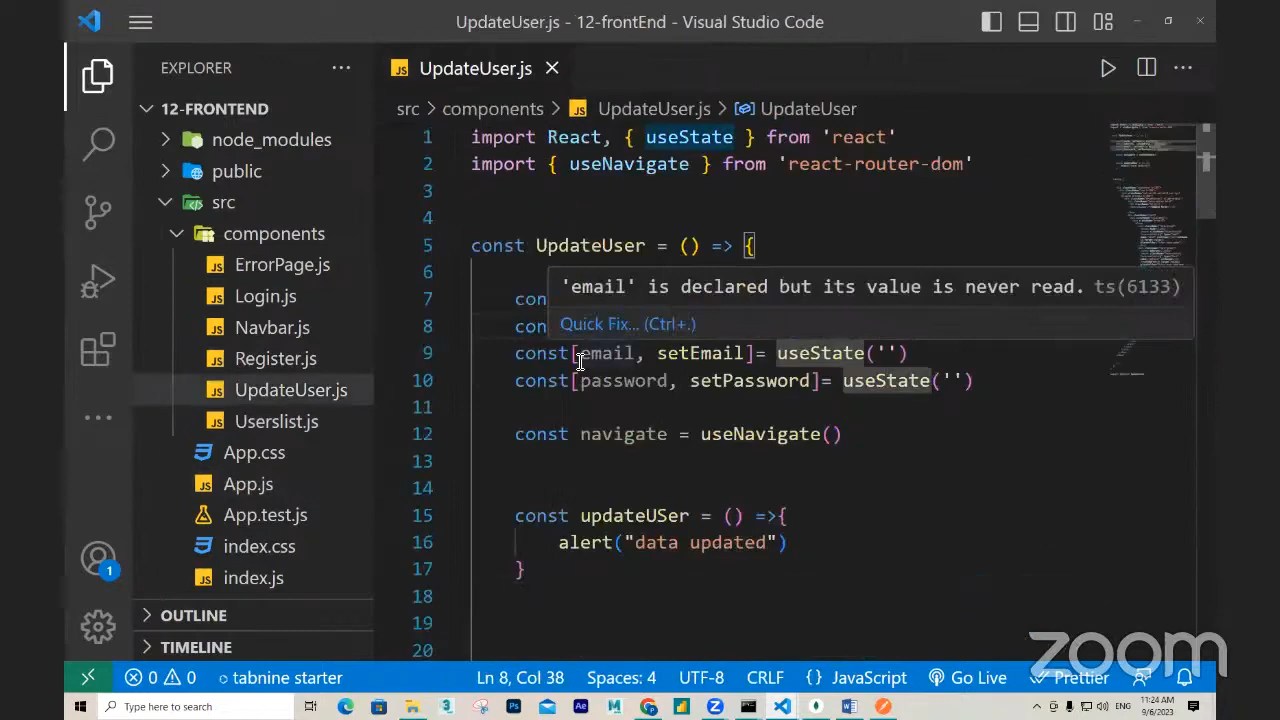 UpdateUser.js - 12-frontEnd - Visual Studio Code
EXPLORER
12-FRONTEND
node_modules
public
src
components
ErrorPage.js
Login.js
Navbar.js
Register.js
UpdateUser.js
Userslist.js
App.css
App.js
App.test.js
index.css
index.js
OUTLINE
TIMELINE
1
JS UpdateUser.js
src > components > JS UpdateUser.js > UpdateUser
1 import React, { useState } from 'react'
2 import { useNavigate } from 'react-router-dom'
3
4
5 const UpdateUser = () => {
6
'email' is declared but its value is never read. ts(6133)
Quick Fix... (Ctrl+.)
7 con
8 con
9 const[email, setEmail]= useState('')
10 const[password, setPassword]= useState('')
11
12 const navigate = useNavigate()
13
14
15 const updateUSer = () =>{
16 alert("data updated")
17 }
18
19
20
zoom
0 0 tabnine starter
Ln 8, Col 38 Spaces: 4 UTF-8 CRLF { } JavaScript Go Live Prettier
Type here to search
11:24 AM
9/6/2023